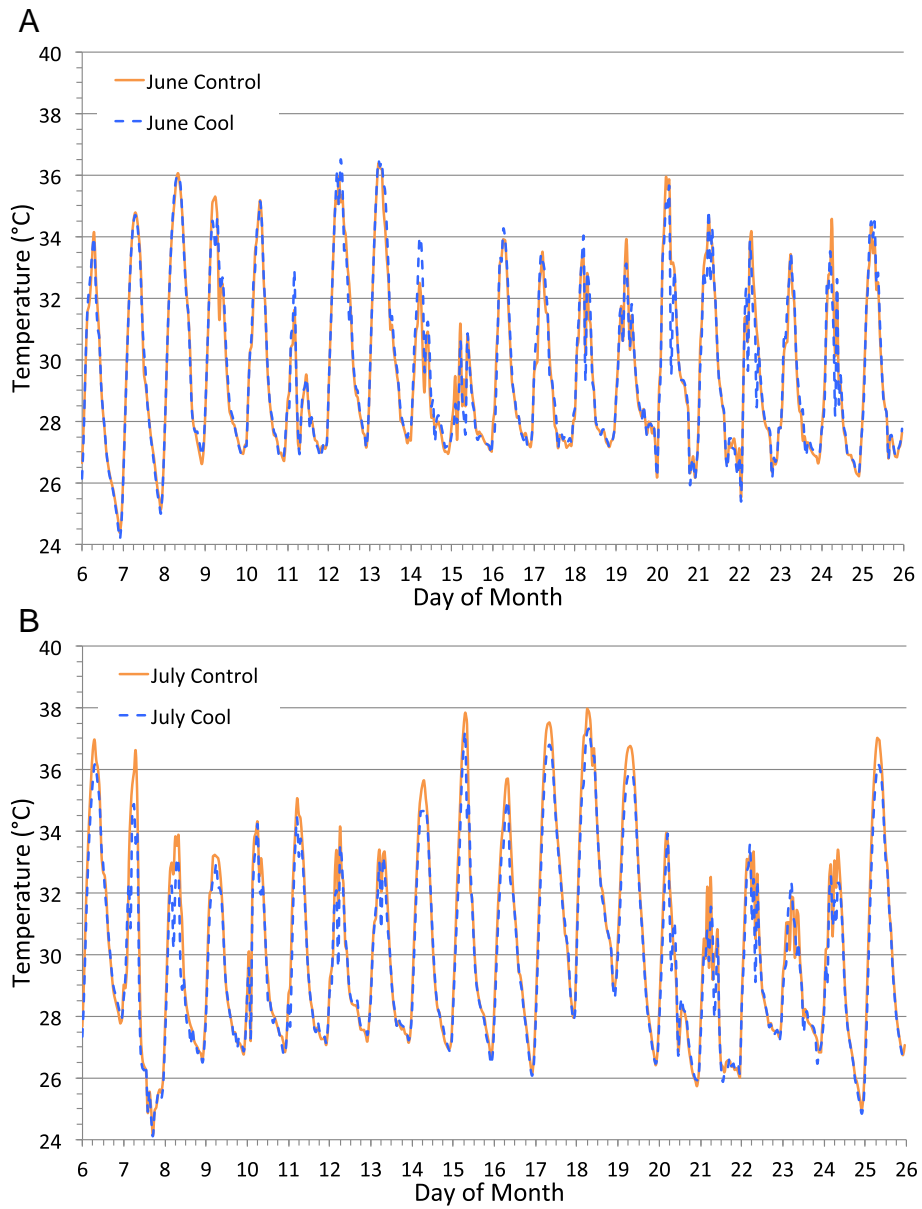 A
40
38
36
34
32
30
28
26
24
Temperature (°C)
June Control
June Cool
6 7 8 9 10 11 12 13 14 15 16 17 18 19 20 21 22 23 24 25 26
Day of Month
B
40
38
36
34
32
30
28
26
24
Temperature (°C)
July Control
July Cool
6 7 8 9 10 11 12 13 14 15 16 17 18 19 20 21 22 23 24 25 26
Day of Month